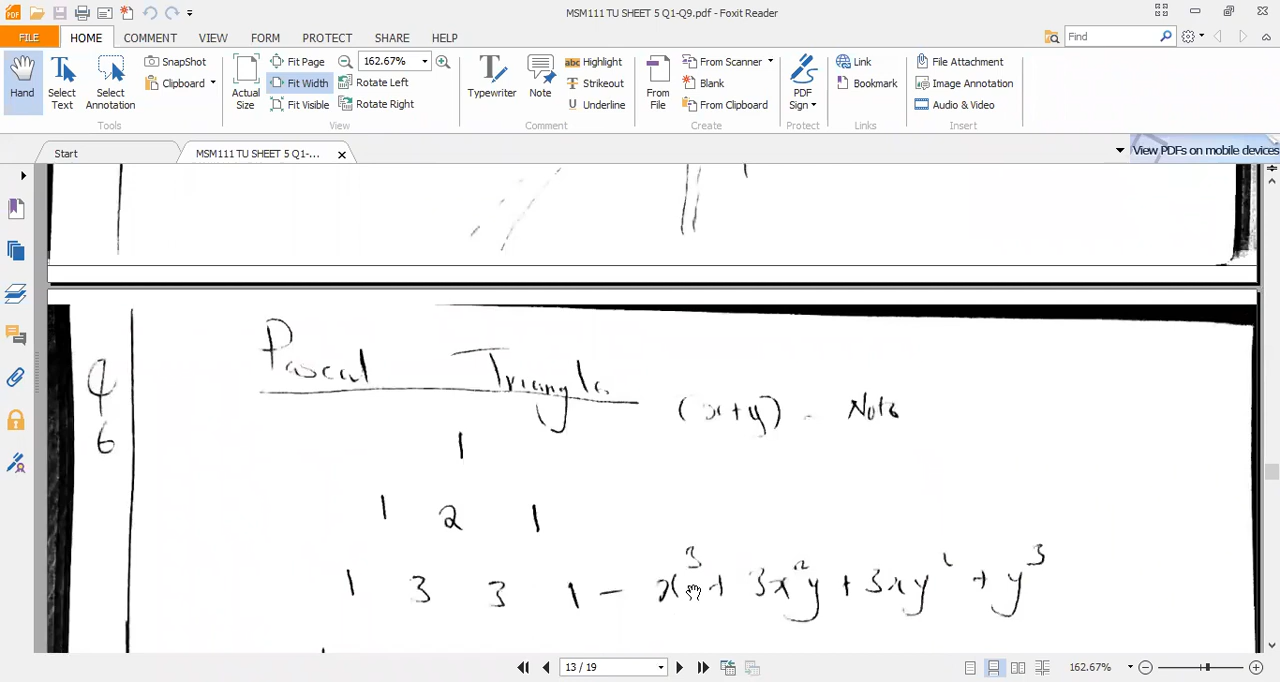 MSM111 TU SHEET 5 Q1-Q9.pdf - Foxit Reader
FILE HOME COMMENT VIEW FORM PROTECT SHARE HELP Find
Hand Select Text Select Annotation SnapShot Clipboard Actual Size Fit Page Fit Width Fit Visible 162.67% Rotate Left Rotate Right Typewriter Note Highlight Strikeout Underline From File From Scanner Blank From Clipboard PDF Sign Link Bookmark File Attachment Image Annotation Audio & Video
Tools View Comment Create Protect Links Insert
Start MSM111 TU SHEET 5 Q1-... View PDFs on mobile devices
Pascal Triangle
(x+y) - Note
6
1
1 2 1
1 3 3 1 - x³ + 3x²y + 3xy² + y³
13 / 19 162.67%